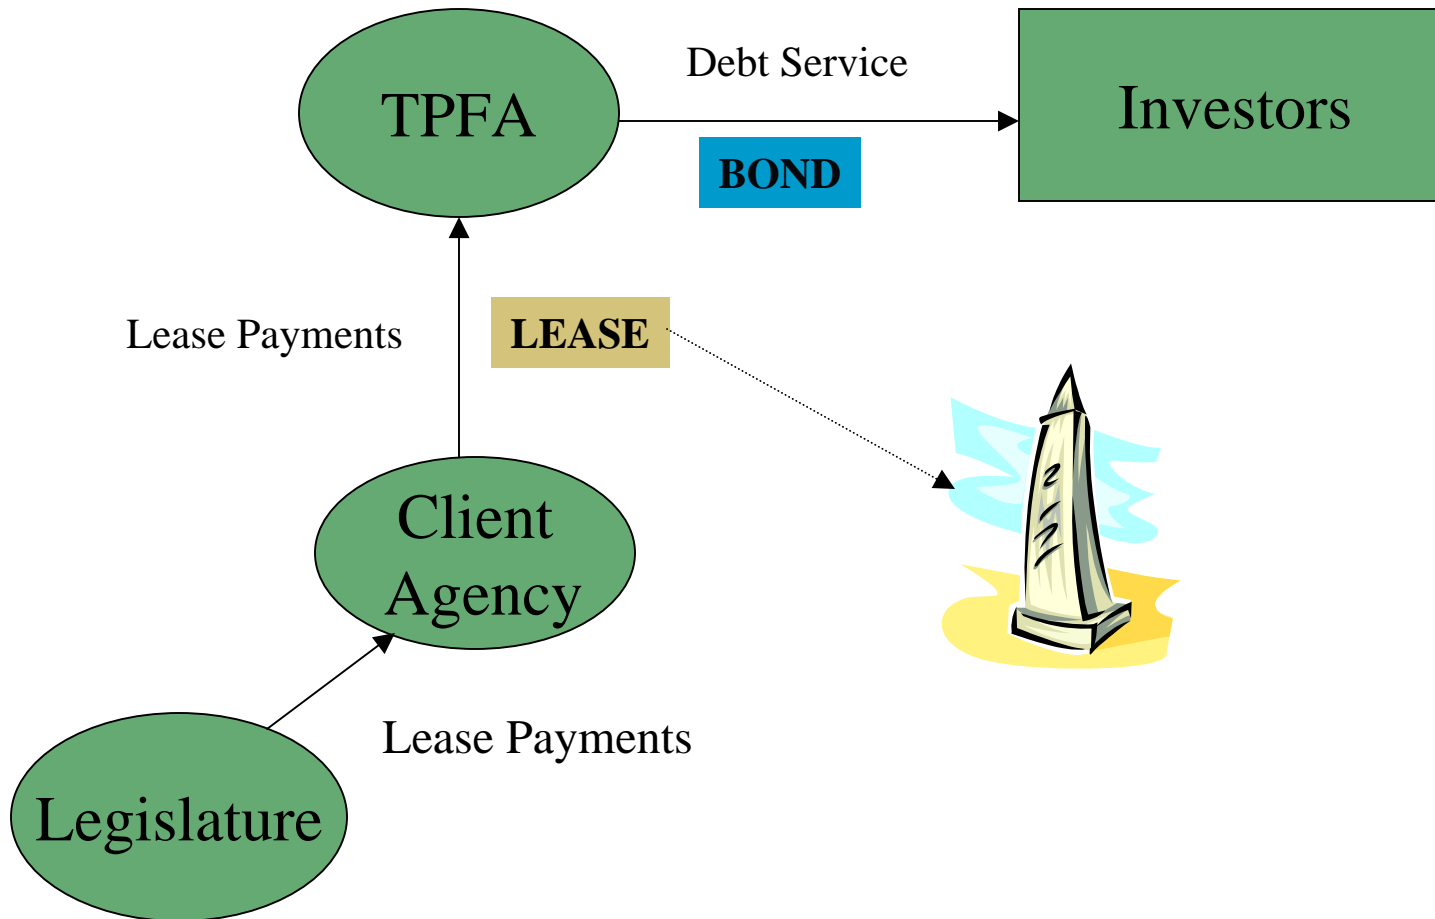 Debt Service
TPFA
Investors
BOND
Lease Payments
LEASE
Client
Agency
Lease Payments
Legislature